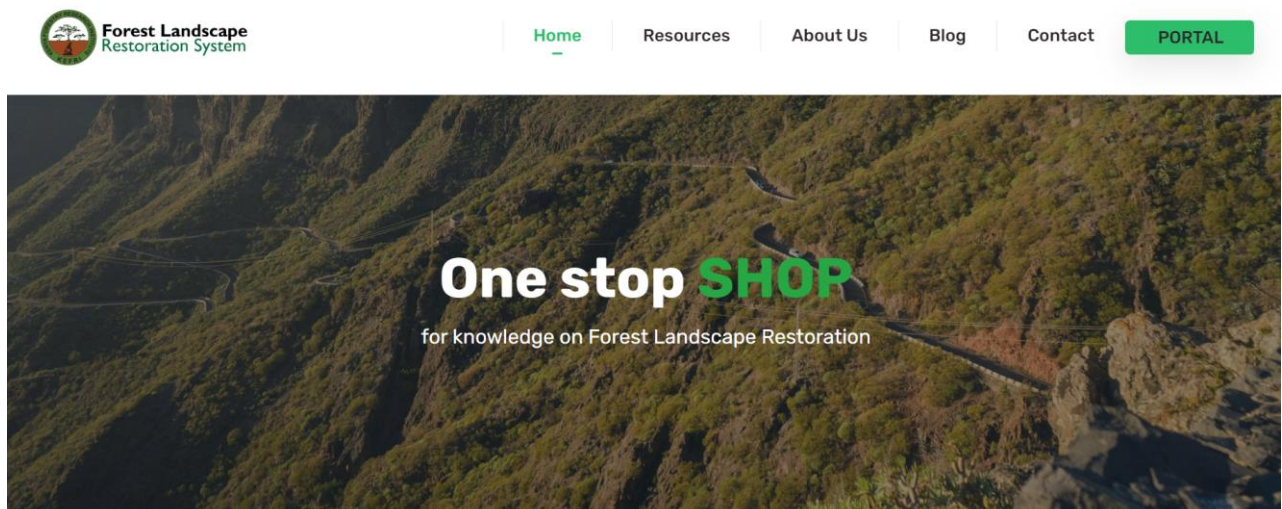 Forest Landscape
Restoration System
KEFRI
Home
Resources
About Us
Blog
Contact
PORTAL
One stop SHOP
for knowledge on Forest Landscape Restoration